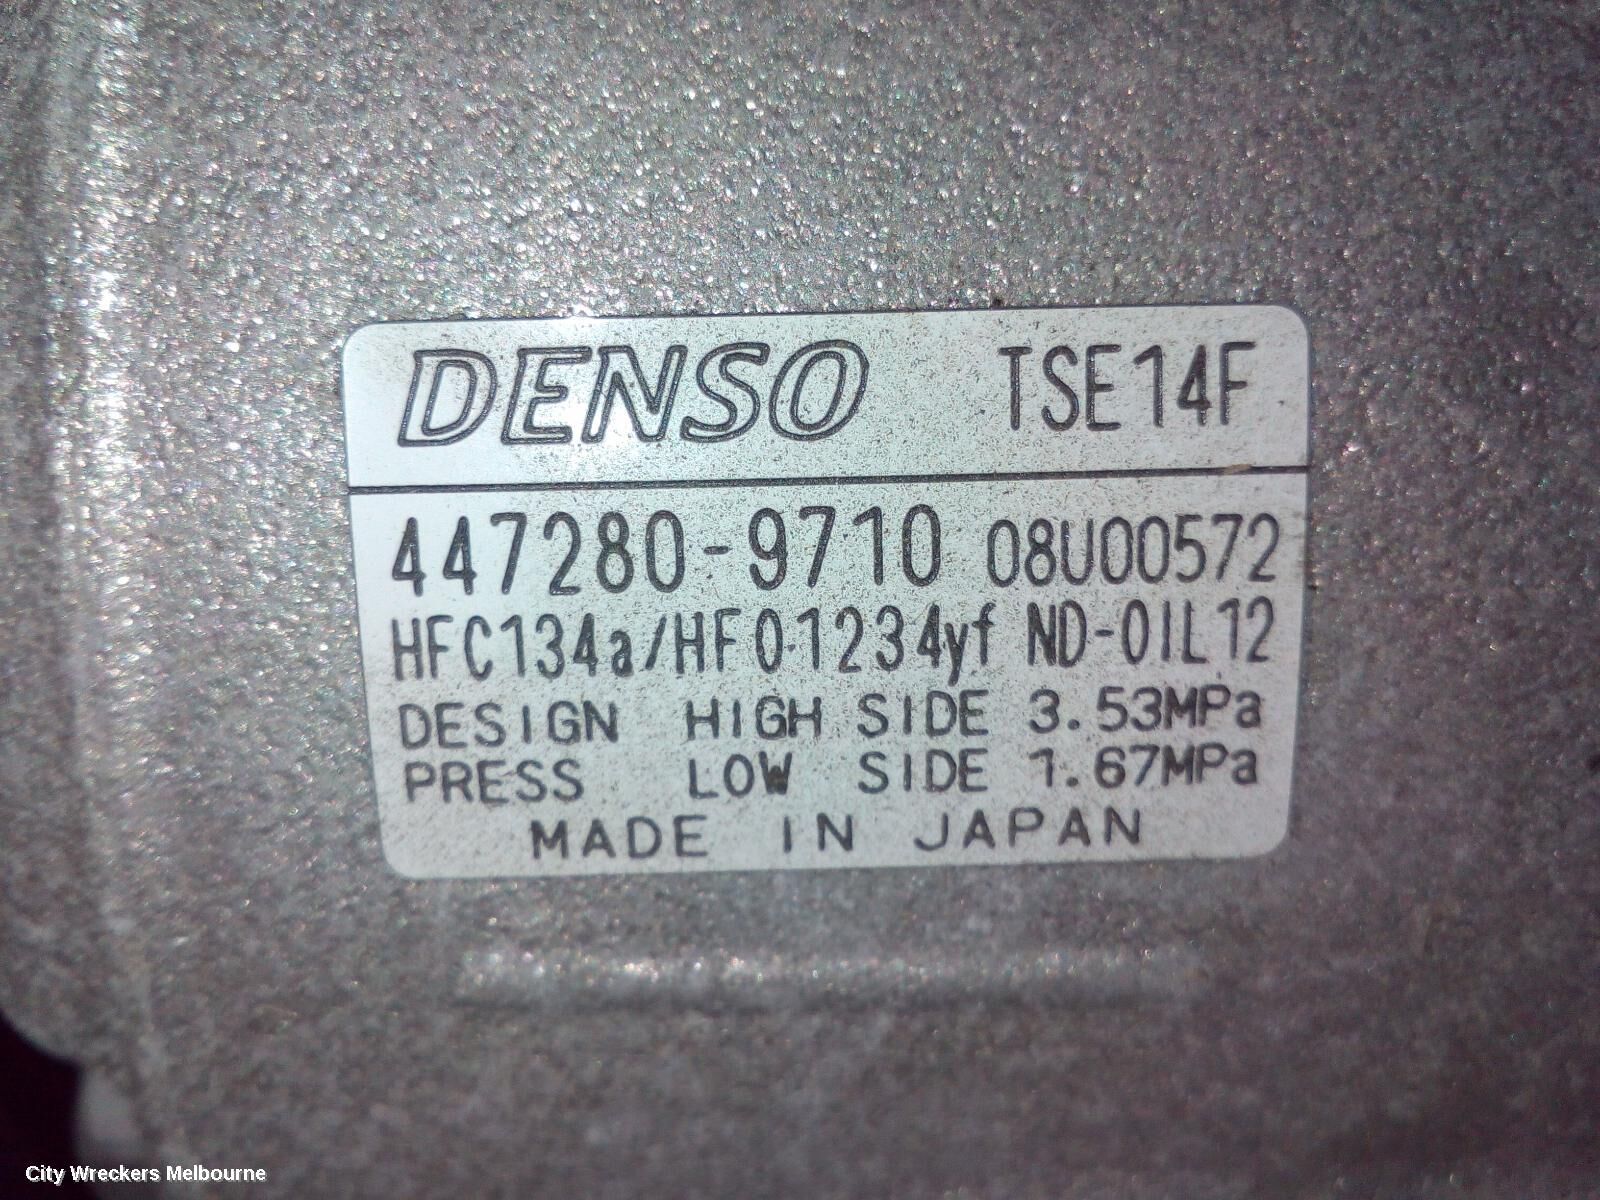 DENSO TSE14F
447280-9710 08U00572
HFC134a/HFO1234yf ND-OIL12
DESIGN HIGH SIDE 3.53MPa
PRESS LOW SIDE 1.67MPa
MADE IN JAPAN
City Wreckers Melbourne